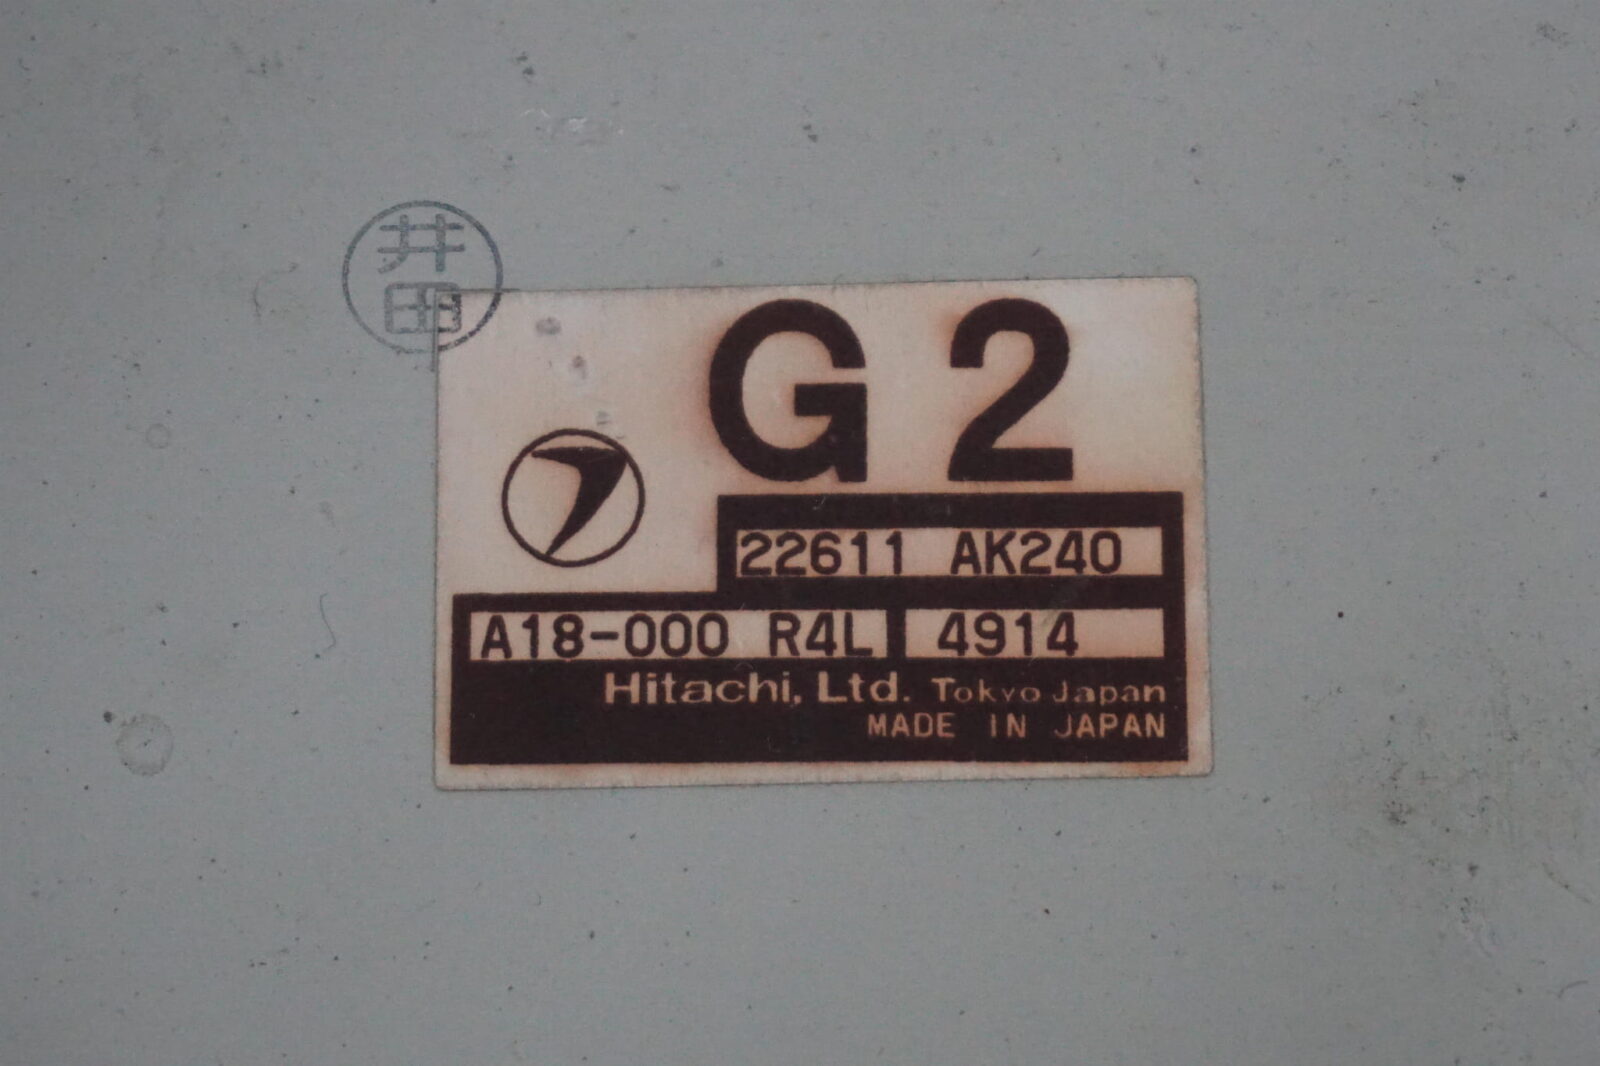 井田
G2
22611 AK240
A18-000 R4L 4914
Hitachi, Ltd. Tokyo Japan
MADE IN JAPAN